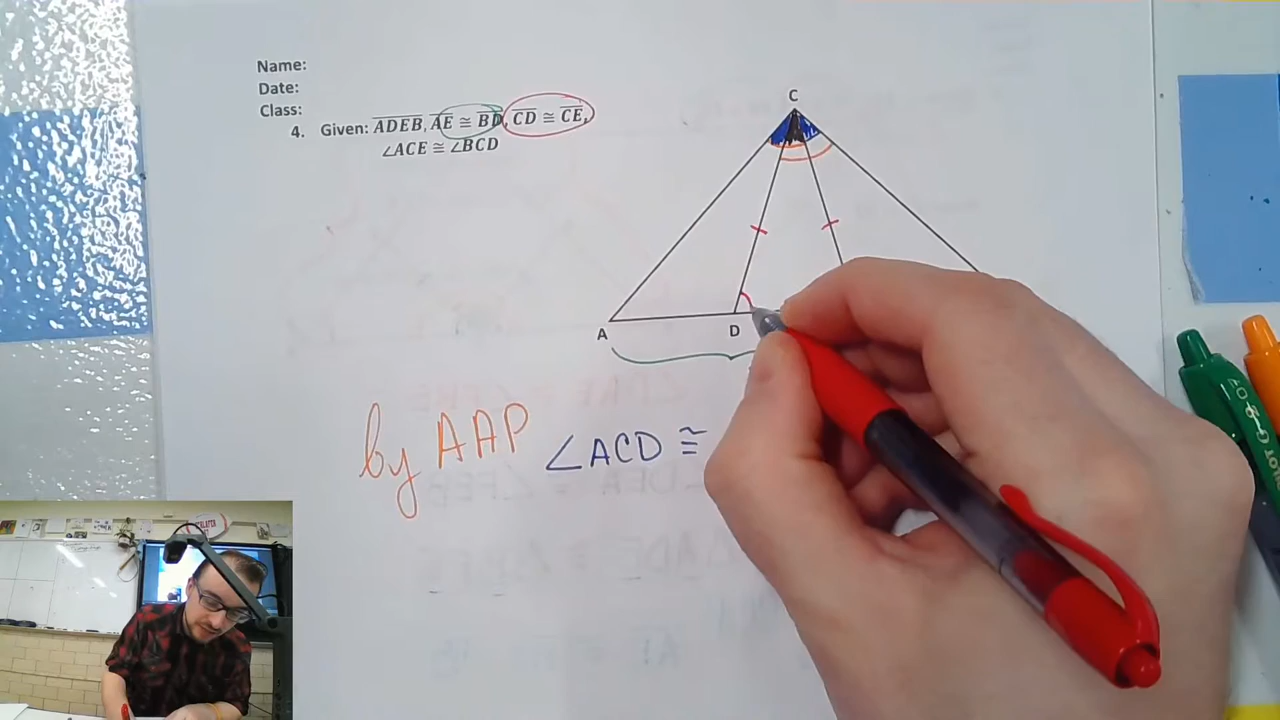 Name:
Date:
Class:
4. Given: ADEB, AE ≅ BD, CD ≅ CE,
∠ACE ≅ ∠BCD
C
A
D
by AAP
∠ACD ≅